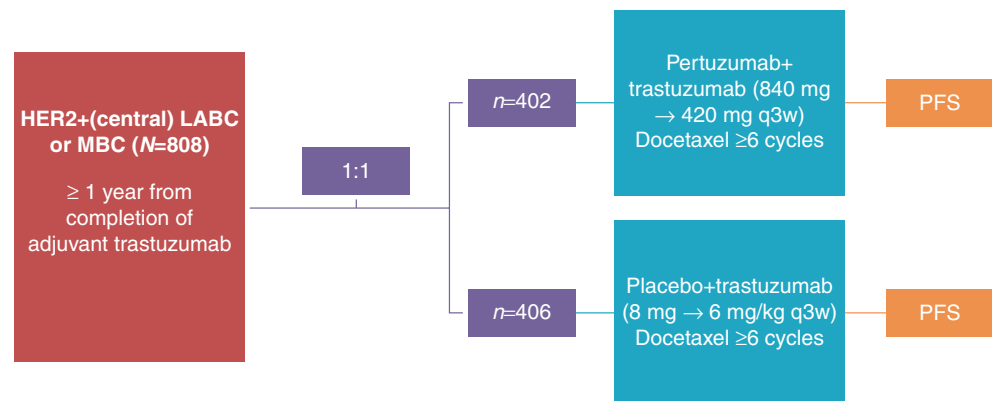 HER2+(central) LABC
or MBC (N=808)
≥ 1 year from
completion of
adjuvant trastuzumab
1:1
n=402
Pertuzumab+
trastuzumab (840 mg
→ 420 mg q3w)
Docetaxel ≥6 cycles
PFS
n=406
Placebo+trastuzumab
(8 mg → 6 mg/kg q3w)
Docetaxel ≥6 cycles
PFS